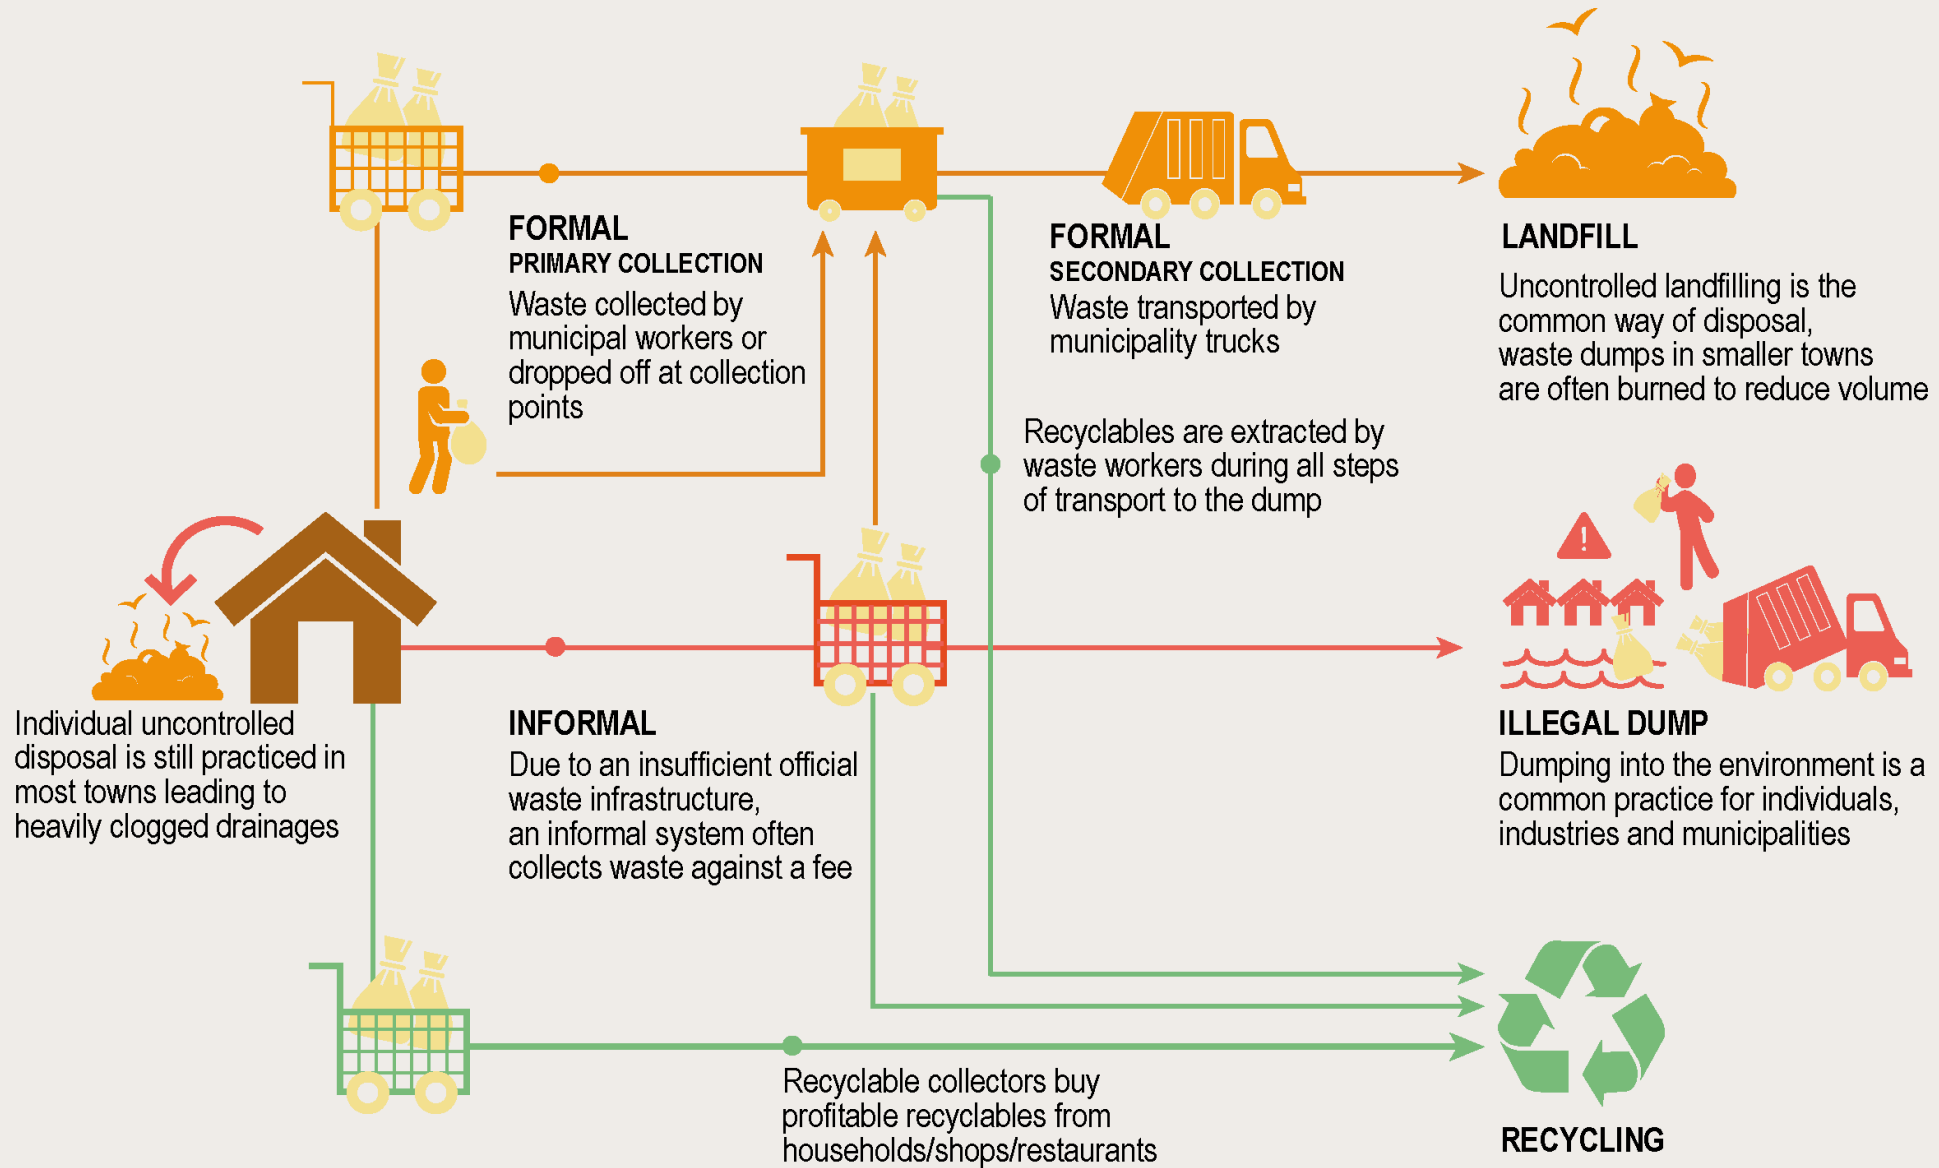 FORMAL
PRIMARY COLLECTION
Waste collected by
municipal workers or
dropped off at collection
points
FORMAL
SECONDARY COLLECTION
Waste transported by
municipality trucks
LANDFILL
Uncontrolled landfilling is the
common way of disposal,
waste dumps in smaller towns
are often burned to reduce volume
Recyclables are extracted by
waste workers during all steps
of transport to the dump
!
Individual uncontrolled
disposal is still practiced in
most towns leading to
heavily clogged drainages
INFORMAL
Due to an insufficient official
waste infrastructure,
an informal system often
collects waste against a fee
ILLEGAL DUMP
Dumping into the environment is a
common practice for individuals,
industries and municipalities
Recyclable collectors buy
profitable recyclables from
households/shops/restaurants
RECYCLING